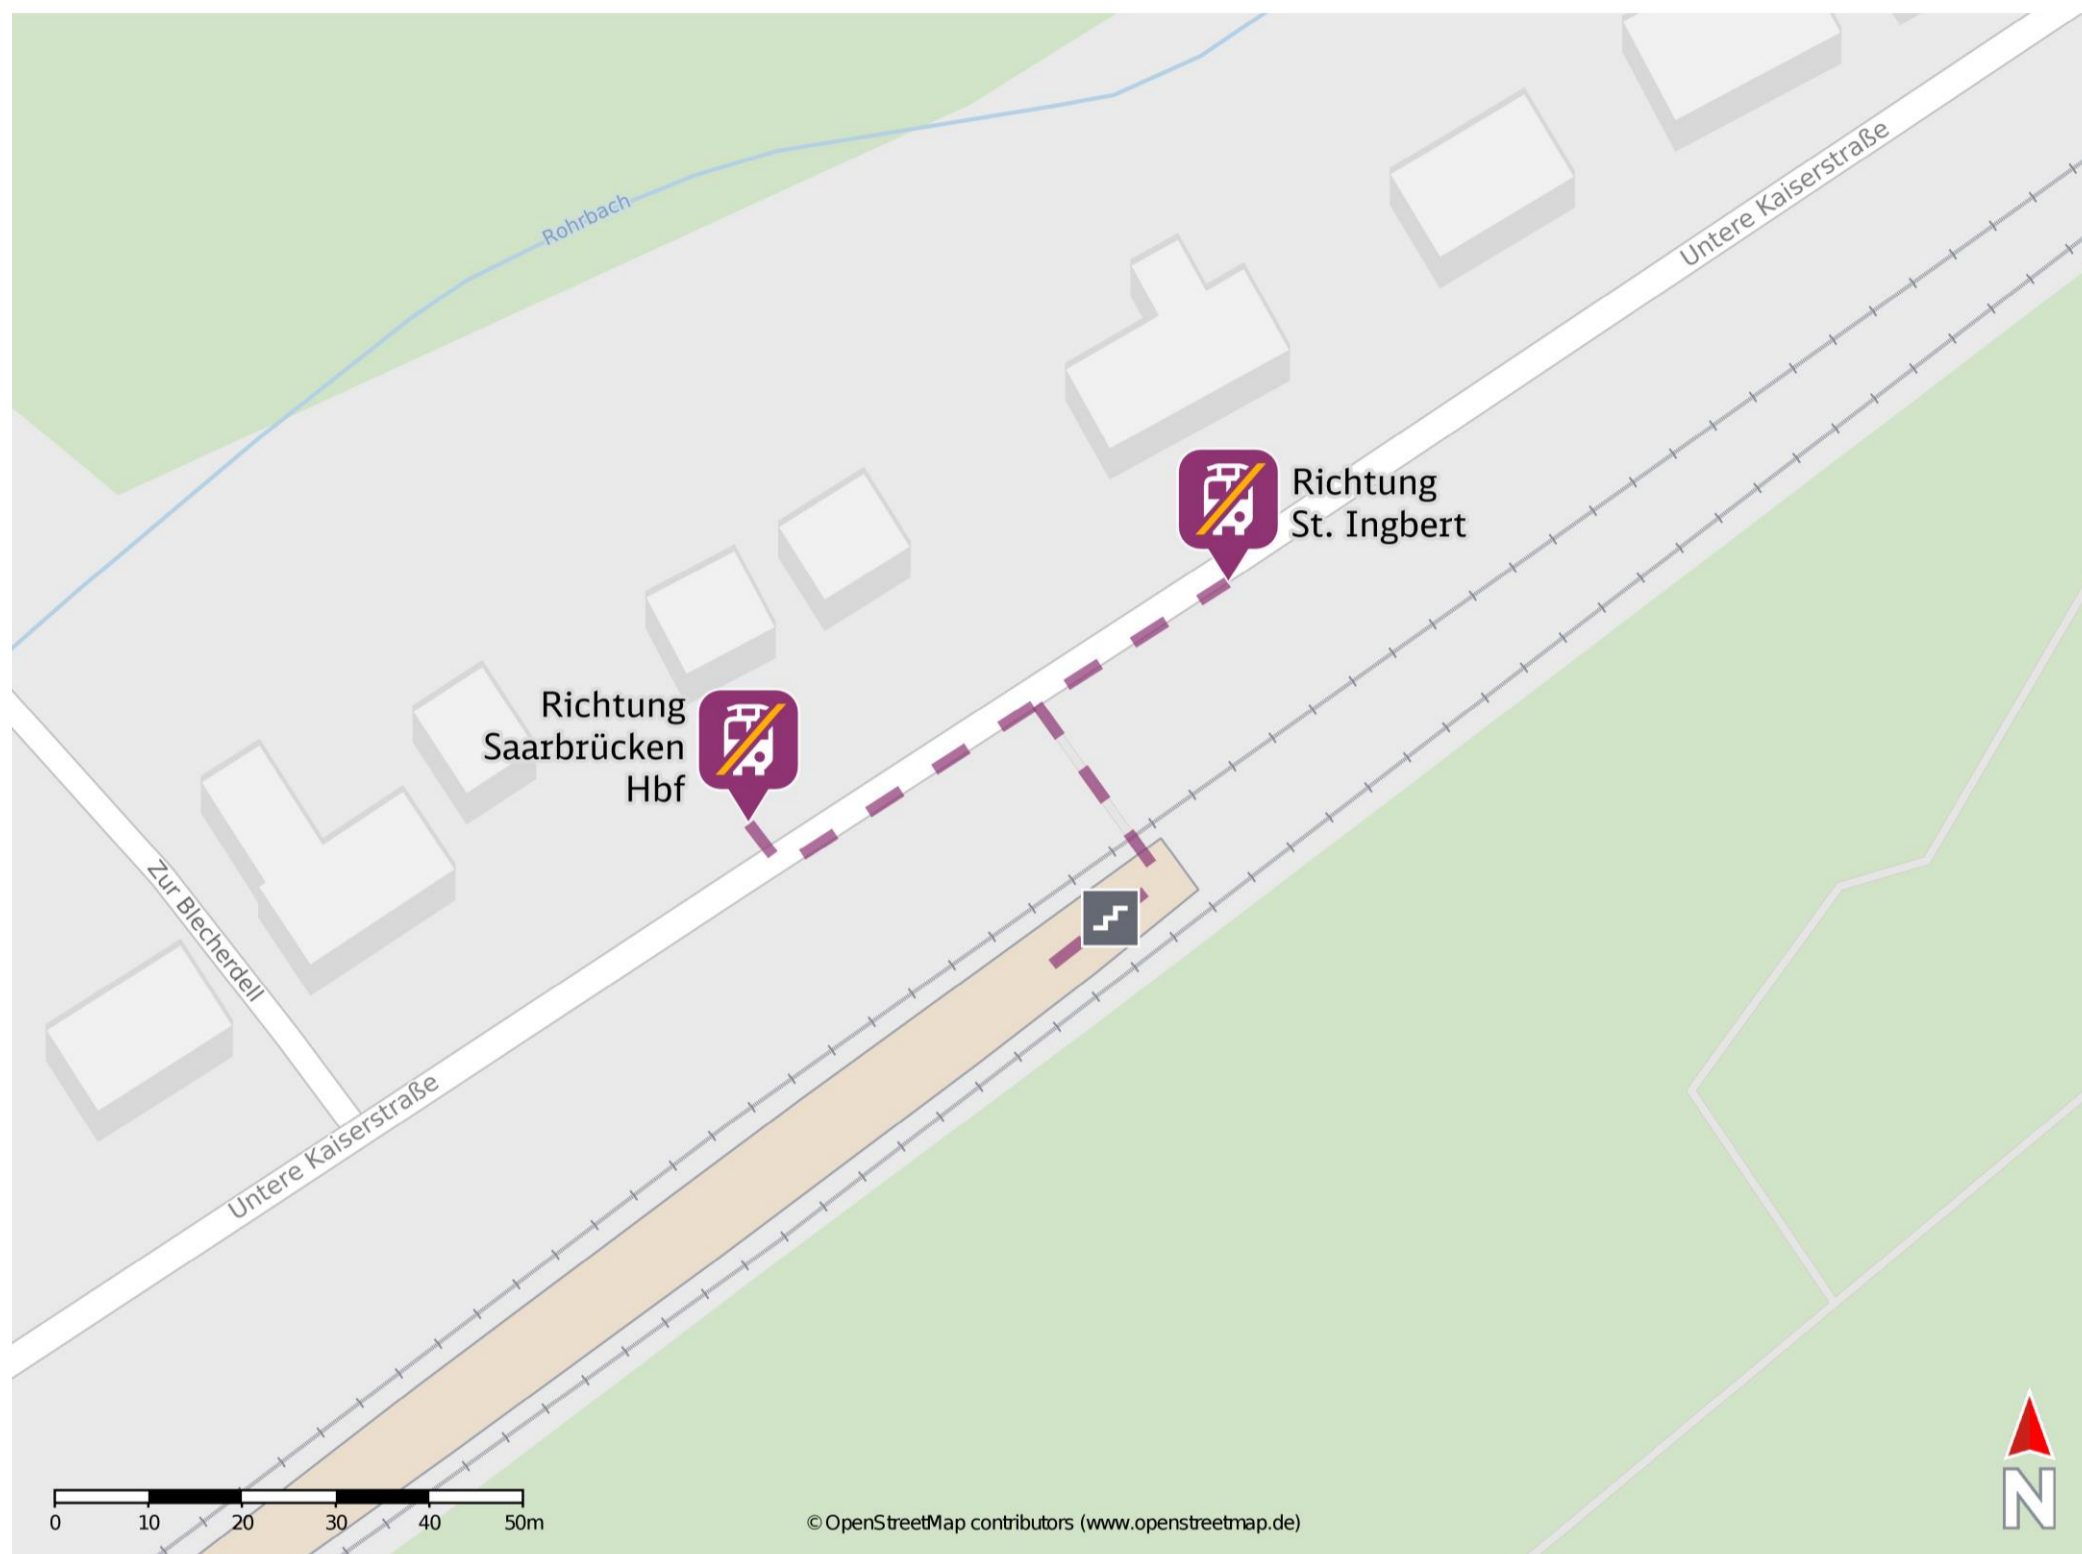 Rohrbach
Untere Kaiserstraße
Richtung
St. Ingbert
Richtung
Saarbrücken
Hbf
Zur Blecherdell
Untere Kaiserstraße
0 10 20 30 40 50m
© OpenStreetMap contributors (www.openstreetmap.de)
N